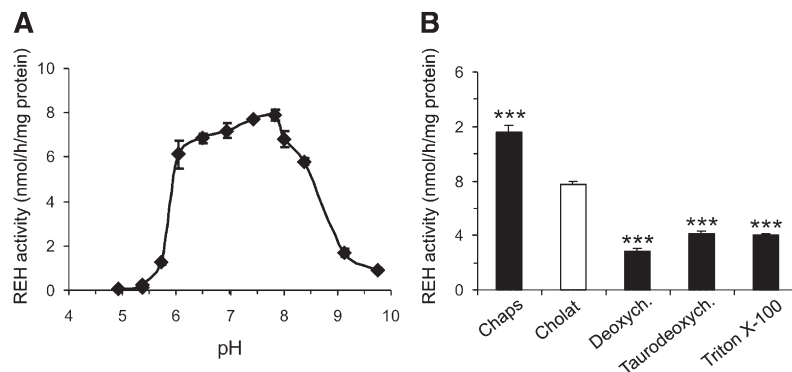 A
REH activity (nmol/h/mg protein)
10
8
6
4
2
0
4 5 6 7 8 9 10
pH
B
REH activity (nmol/h/mg protein)
6
2
8
4
0
***
***
***
***
Chaps
Cholat
Deoxych.
Taurodeoxych.
Triton X-100